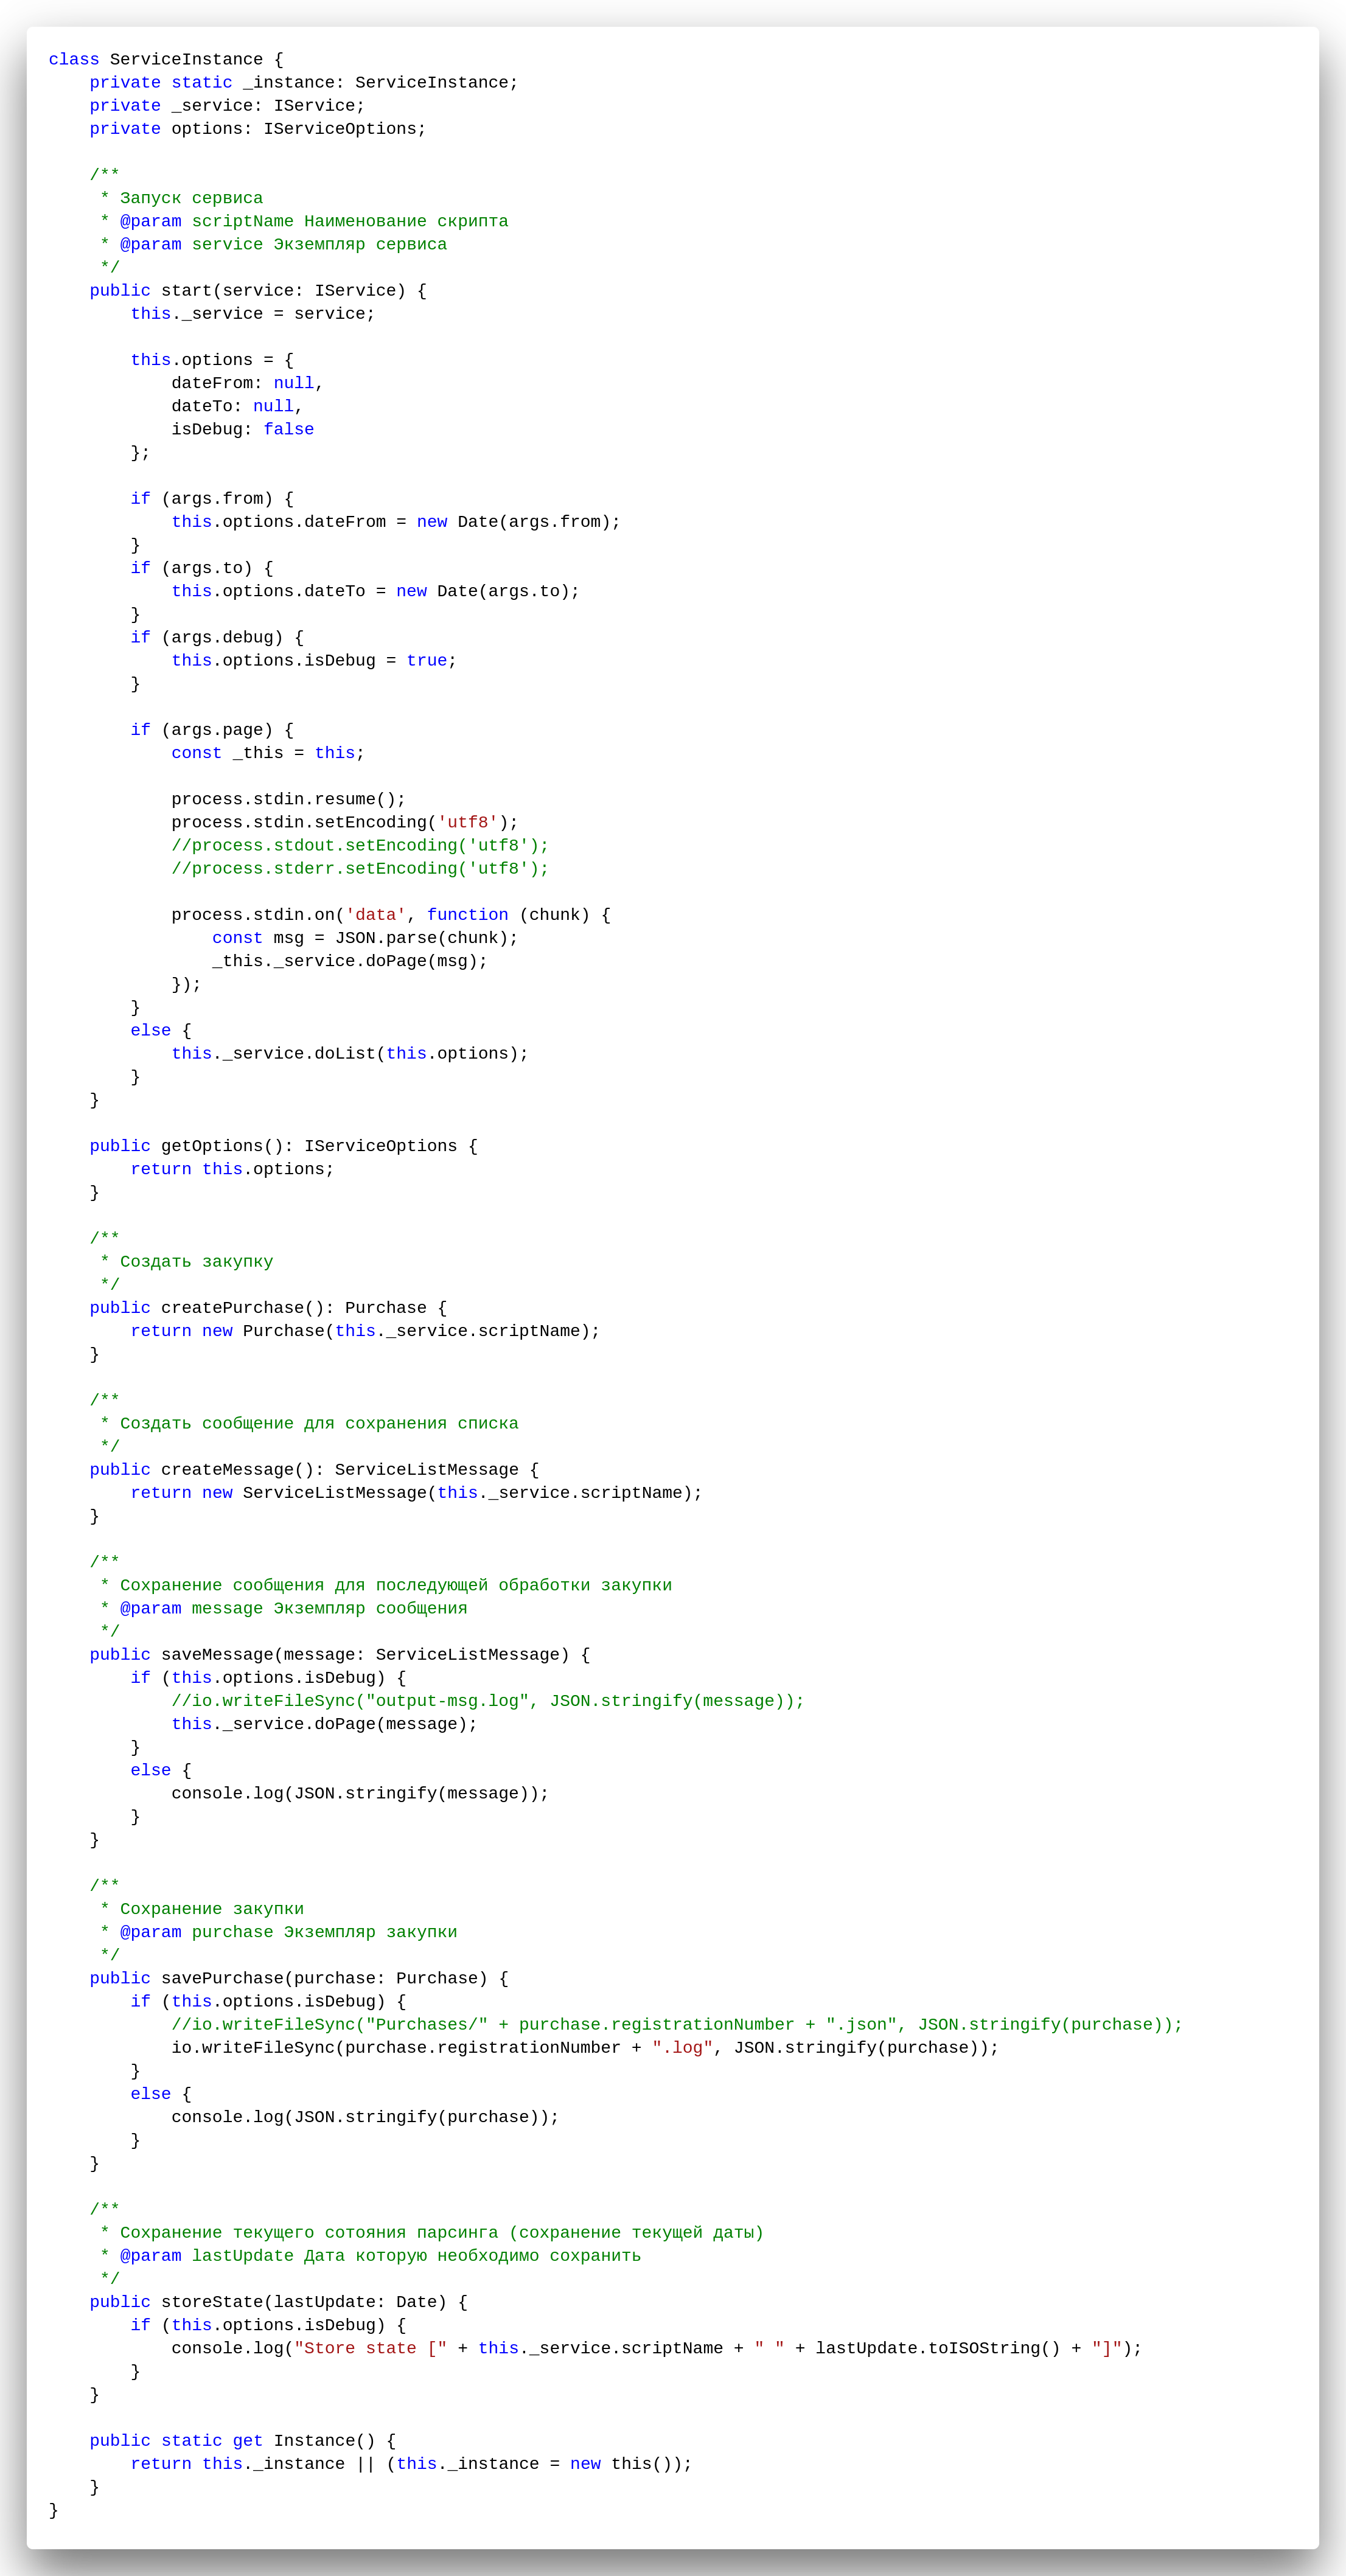 class ServiceInstance {
    private static _instance: ServiceInstance;
    private _service: IService;
    private options: IServiceOptions;

    /**
     * Запуск сервиса
     * @param scriptName Наименование скрипта
     * @param service Экземпляр сервиса
     */
    public start(service: IService) {
        this._service = service;

        this.options = {
            dateFrom: null,
            dateTo: null,
            isDebug: false
        };

        if (args.from) {
            this.options.dateFrom = new Date(args.from);
        }
        if (args.to) {
            this.options.dateTo = new Date(args.to);
        }
        if (args.debug) {
            this.options.isDebug = true;
        }

        if (args.page) {
            const _this = this;

            process.stdin.resume();
            process.stdin.setEncoding('utf8');
            //process.stdout.setEncoding('utf8');
            //process.stderr.setEncoding('utf8');

            process.stdin.on('data', function (chunk) {
                const msg = JSON.parse(chunk);
                _this._service.doPage(msg);
            });
        }
        else {
            this._service.doList(this.options);
        }
    }

    public getOptions(): IServiceOptions {
        return this.options;
    }

    /**
     * Создать закупку
     */
    public createPurchase(): Purchase {
        return new Purchase(this._service.scriptName);
    }

    /**
     * Создать сообщение для сохранения списка
     */
    public createMessage(): ServiceListMessage {
        return new ServiceListMessage(this._service.scriptName);
    }

    /**
     * Сохранение сообщения для последующей обработки закупки
     * @param message Экземпляр сообщения
     */
    public saveMessage(message: ServiceListMessage) {
        if (this.options.isDebug) {
            //io.writeFileSync("output-msg.log", JSON.stringify(message));
            this._service.doPage(message);
        }
        else {
            console.log(JSON.stringify(message));
        }
    }

    /**
     * Сохранение закупки
     * @param purchase Экземпляр закупки
     */
    public savePurchase(purchase: Purchase) {
        if (this.options.isDebug) {
            //io.writeFileSync("Purchases/" + purchase.registrationNumber + ".json", JSON.stringify(purchase));
            io.writeFileSync(purchase.registrationNumber + ".log", JSON.stringify(purchase));
        }
        else {
            console.log(JSON.stringify(purchase));
        }
    }

    /**
     * Сохранение текущего сотояния парсинга (сохранение текущей даты)
     * @param lastUpdate Дата которую необходимо сохранить
     */
    public storeState(lastUpdate: Date) {
        if (this.options.isDebug) {
            console.log("Store state [" + this._service.scriptName + " " + lastUpdate.toISOString() + "]");
        }
    }

    public static get Instance() {
        return this._instance || (this._instance = new this());
    }
}